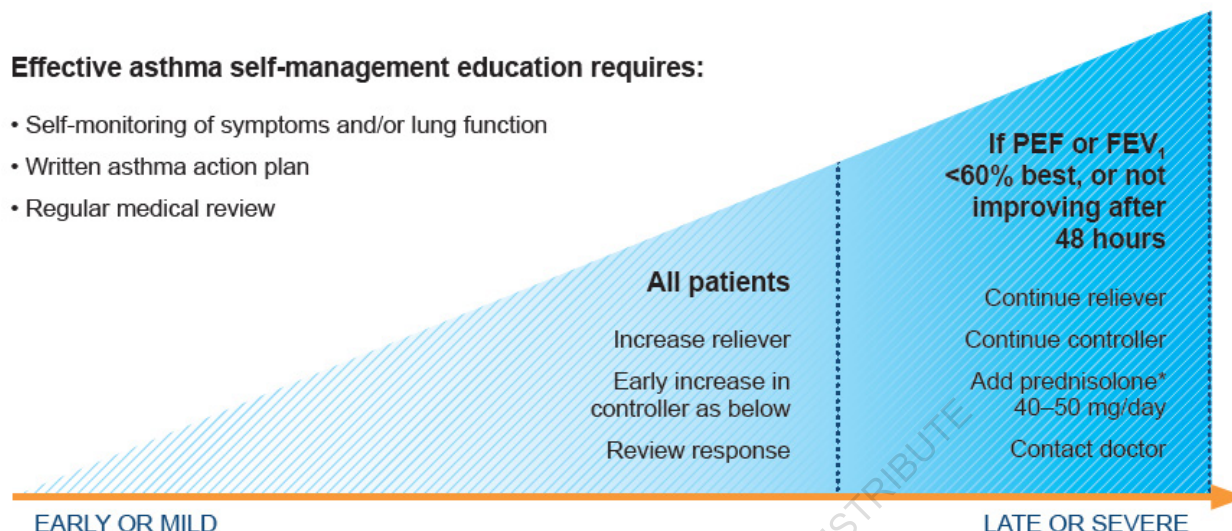 Effective asthma self-management education requires:
• Self-monitoring of symptoms and/or lung function
• Written asthma action plan
• Regular medical review
All patients
Increase reliever
Early increase in
controller as below
Review response
If PEF or FEV₁
<60% best, or not
improving after
48 hours
Continue reliever
Continue controller
Add prednisolone*
40–50 mg/day
Contact doctor
EARLY OR MILD
LATE OR SEVERE